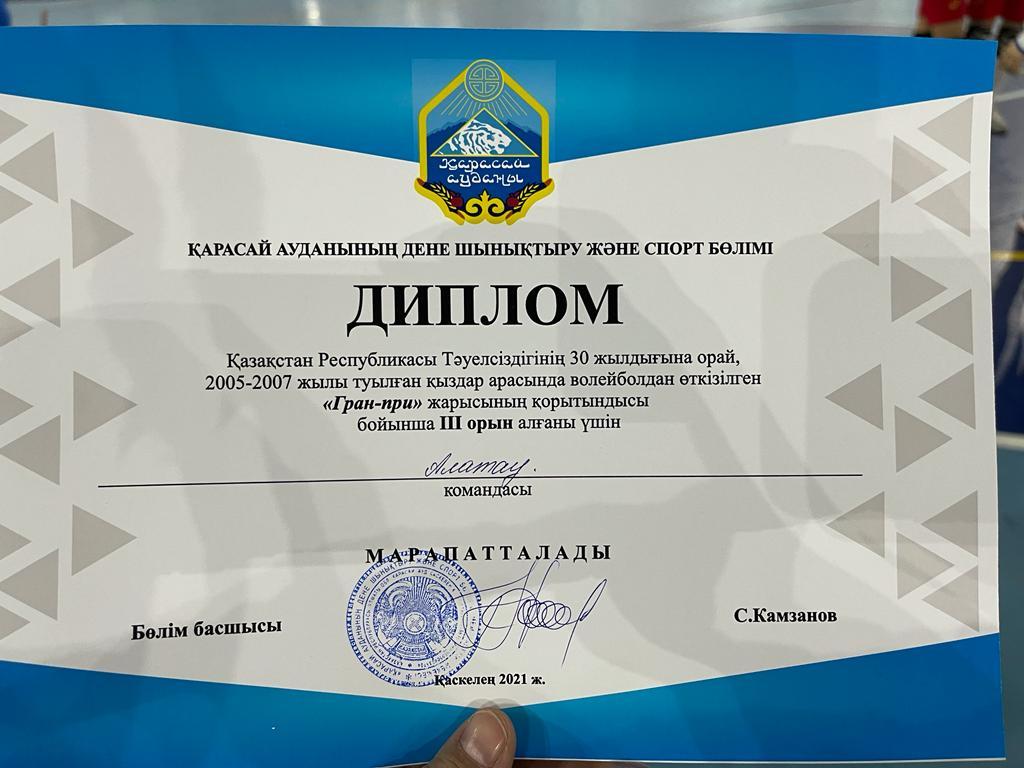 Қарасай
ауданы
ҚАРАСАЙ АУДАНЫНЫҢ ДЕНЕ ШЫНЫҚТЫРУ ЖӘНЕ СПОРТ БӨЛІМІ
ДИПЛОМ
Қазақстан Республикасы Тәуелсіздігінің 30 жылдығына орай,
2005-2007 жылы туылған қыздар арасында волейболдан өткізілген
«Гран-при» жарысының қорытындысы
бойынша III орын алғаны үшін
Алатау.
командасы
МАРАПАТТАЛАДЫ
Бөлім басшысы
С.Камзанов
Қаскелең 2021 ж.